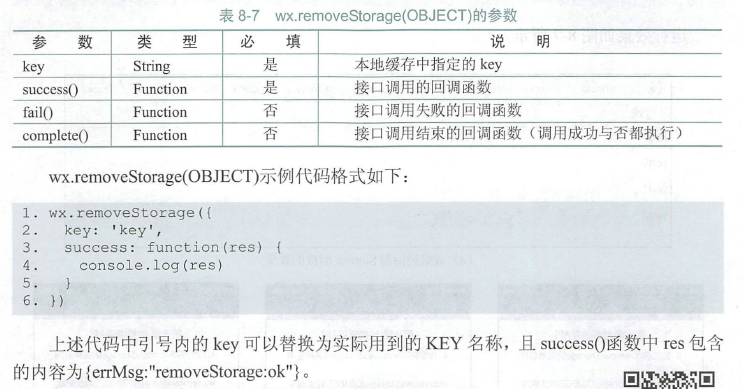 表 8-7 wx.removeStorage(OBJECT)的参数
参 数 类 型 必 填 说 明
key String 是 本地缓存中指定的 key
success() Function 是 接口调用的回调函数
fail() Function 否 接口调用失败的回调函数
complete() Function 否 接口调用结束的回调函数（调用成功与否都执行）
wx.removeStorage(OBJECT)示例代码格式如下：
1. wx.removeStorage({
2. key: 'key',
3. success: function(res) {
4. console.log(res)
5. }
6. })
上述代码中引号内的 key 可以替换为实际用到的 KEY 名称，且 success()函数中 res 包含
的内容为{errMsg:"removeStorage:ok"}。